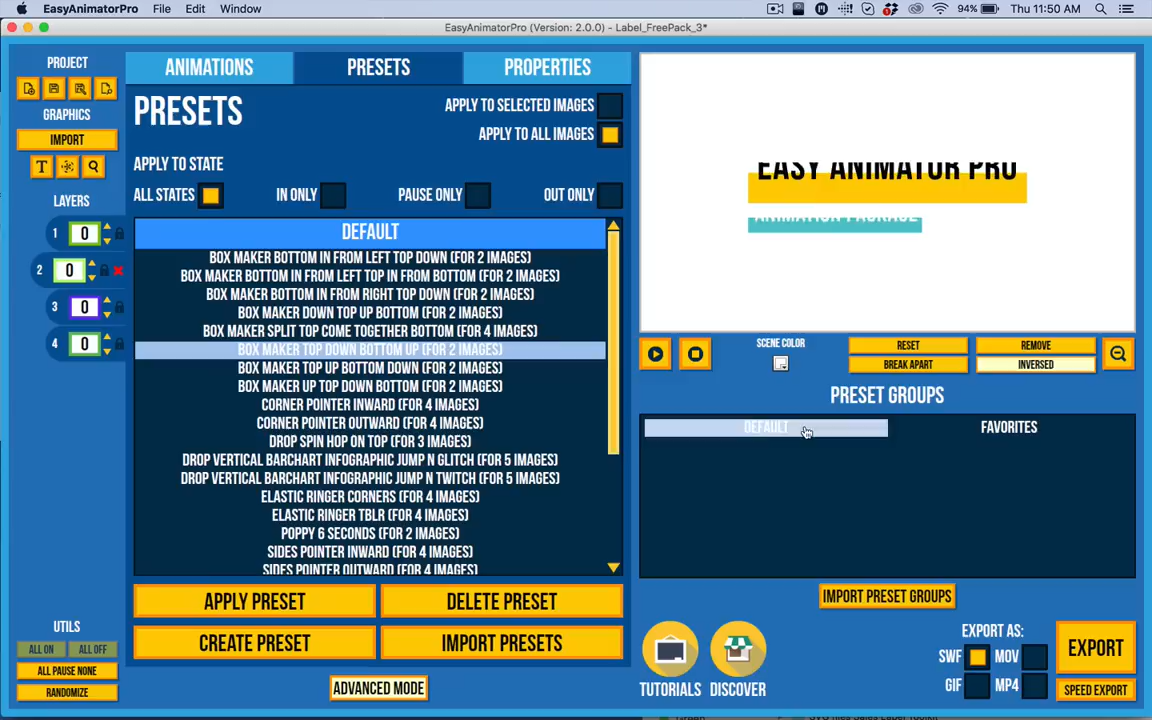 EasyAnimatorPro File Edit Window
94% Thu 11:50 AM
EasyAnimatorPro (Version: 2.0.0) - Label_FreePack_3*
PROJECT
GRAPHICS
IMPORT
T
LAYERS
1 0
2 0
3 0
4 0
UTILS
ALL ON ALL OFF
ALL PAUSE NONE
RANDOMIZE
ANIMATIONS PRESETS PROPERTIES
PRESETS
APPLY TO SELECTED IMAGES
APPLY TO ALL IMAGES
APPLY TO STATE
ALL STATES IN ONLY PAUSE ONLY OUT ONLY
DEFAULT
BOX MAKER BOTTOM IN FROM LEFT TOP DOWN (FOR 2 IMAGES)
BOX MAKER BOTTOM IN FROM LEFT TOP IN FROM BOTTOM (FOR 2 IMAGES)
BOX MAKER BOTTOM IN FROM RIGHT TOP DOWN (FOR 2 IMAGES)
BOX MAKER DOWN TOP UP BOTTOM (FOR 2 IMAGES)
BOX MAKER SPLIT TOP COME TOGETHER BOTTOM (FOR 4 IMAGES)
BOX MAKER TOP DOWN BOTTOM UP (FOR 2 IMAGES)
BOX MAKER TOP UP BOTTOM DOWN (FOR 2 IMAGES)
BOX MAKER UP TOP DOWN BOTTOM (FOR 2 IMAGES)
CORNER POINTER INWARD (FOR 4 IMAGES)
CORNER POINTER OUTWARD (FOR 4 IMAGES)
DROP SPIN HOP ON TOP (FOR 3 IMAGES)
DROP VERTICAL BARCHART INFOGRAPHIC JUMP N GLITCH (FOR 5 IMAGES)
DROP VERTICAL BARCHART INFOGRAPHIC JUMP N TWITCH (FOR 5 IMAGES)
ELASTIC RINGER CORNERS (FOR 4 IMAGES)
ELASTIC RINGER TBLR (FOR 4 IMAGES)
POPPY 6 SECONDS (FOR 2 IMAGES)
SIDES POINTER INWARD (FOR 4 IMAGES)
SIDES POINTER OUTWARD (FOR 4 IMAGES)
APPLY PRESET DELETE PRESET
CREATE PRESET IMPORT PRESETS
ADVANCED MODE
EASY ANIMATOR PRO
ANIMATION PACKAGE
SCENE COLOR
RESET REMOVE
BREAK APART INVERSED
PRESET GROUPS
DEFAULT FAVORITES
IMPORT PRESET GROUPS
TUTORIALS DISCOVER
EXPORT AS:
SWF MOV
GIF MP4
EXPORT
SPEED EXPORT